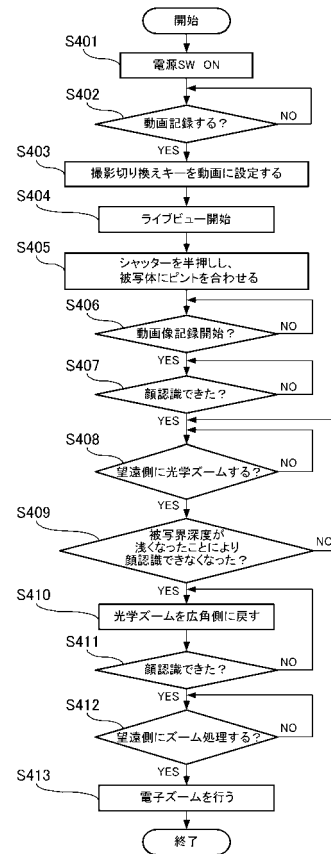 開始
S401
電源SW ON
S402
動画記録する?
NO
YES
S403
撮影切り換えキーを動画に設定する
S404
ライブビュー開始
S405
シャッターを半押しし、
被写体にピントを合わせる
S406
動画像記録開始?
NO
YES
S407
顔認識できた?
NO
YES
S408
望遠側に光学ズームする?
NO
YES
S409
被写界深度が
浅くなったことにより
顔認識できなくなった?
NO
YES
S410
光学ズームを広角側に戻す
S411
顔認識できた?
NO
YES
S412
望遠側にズーム処理する?
NO
YES
S413
電子ズームを行う
終了